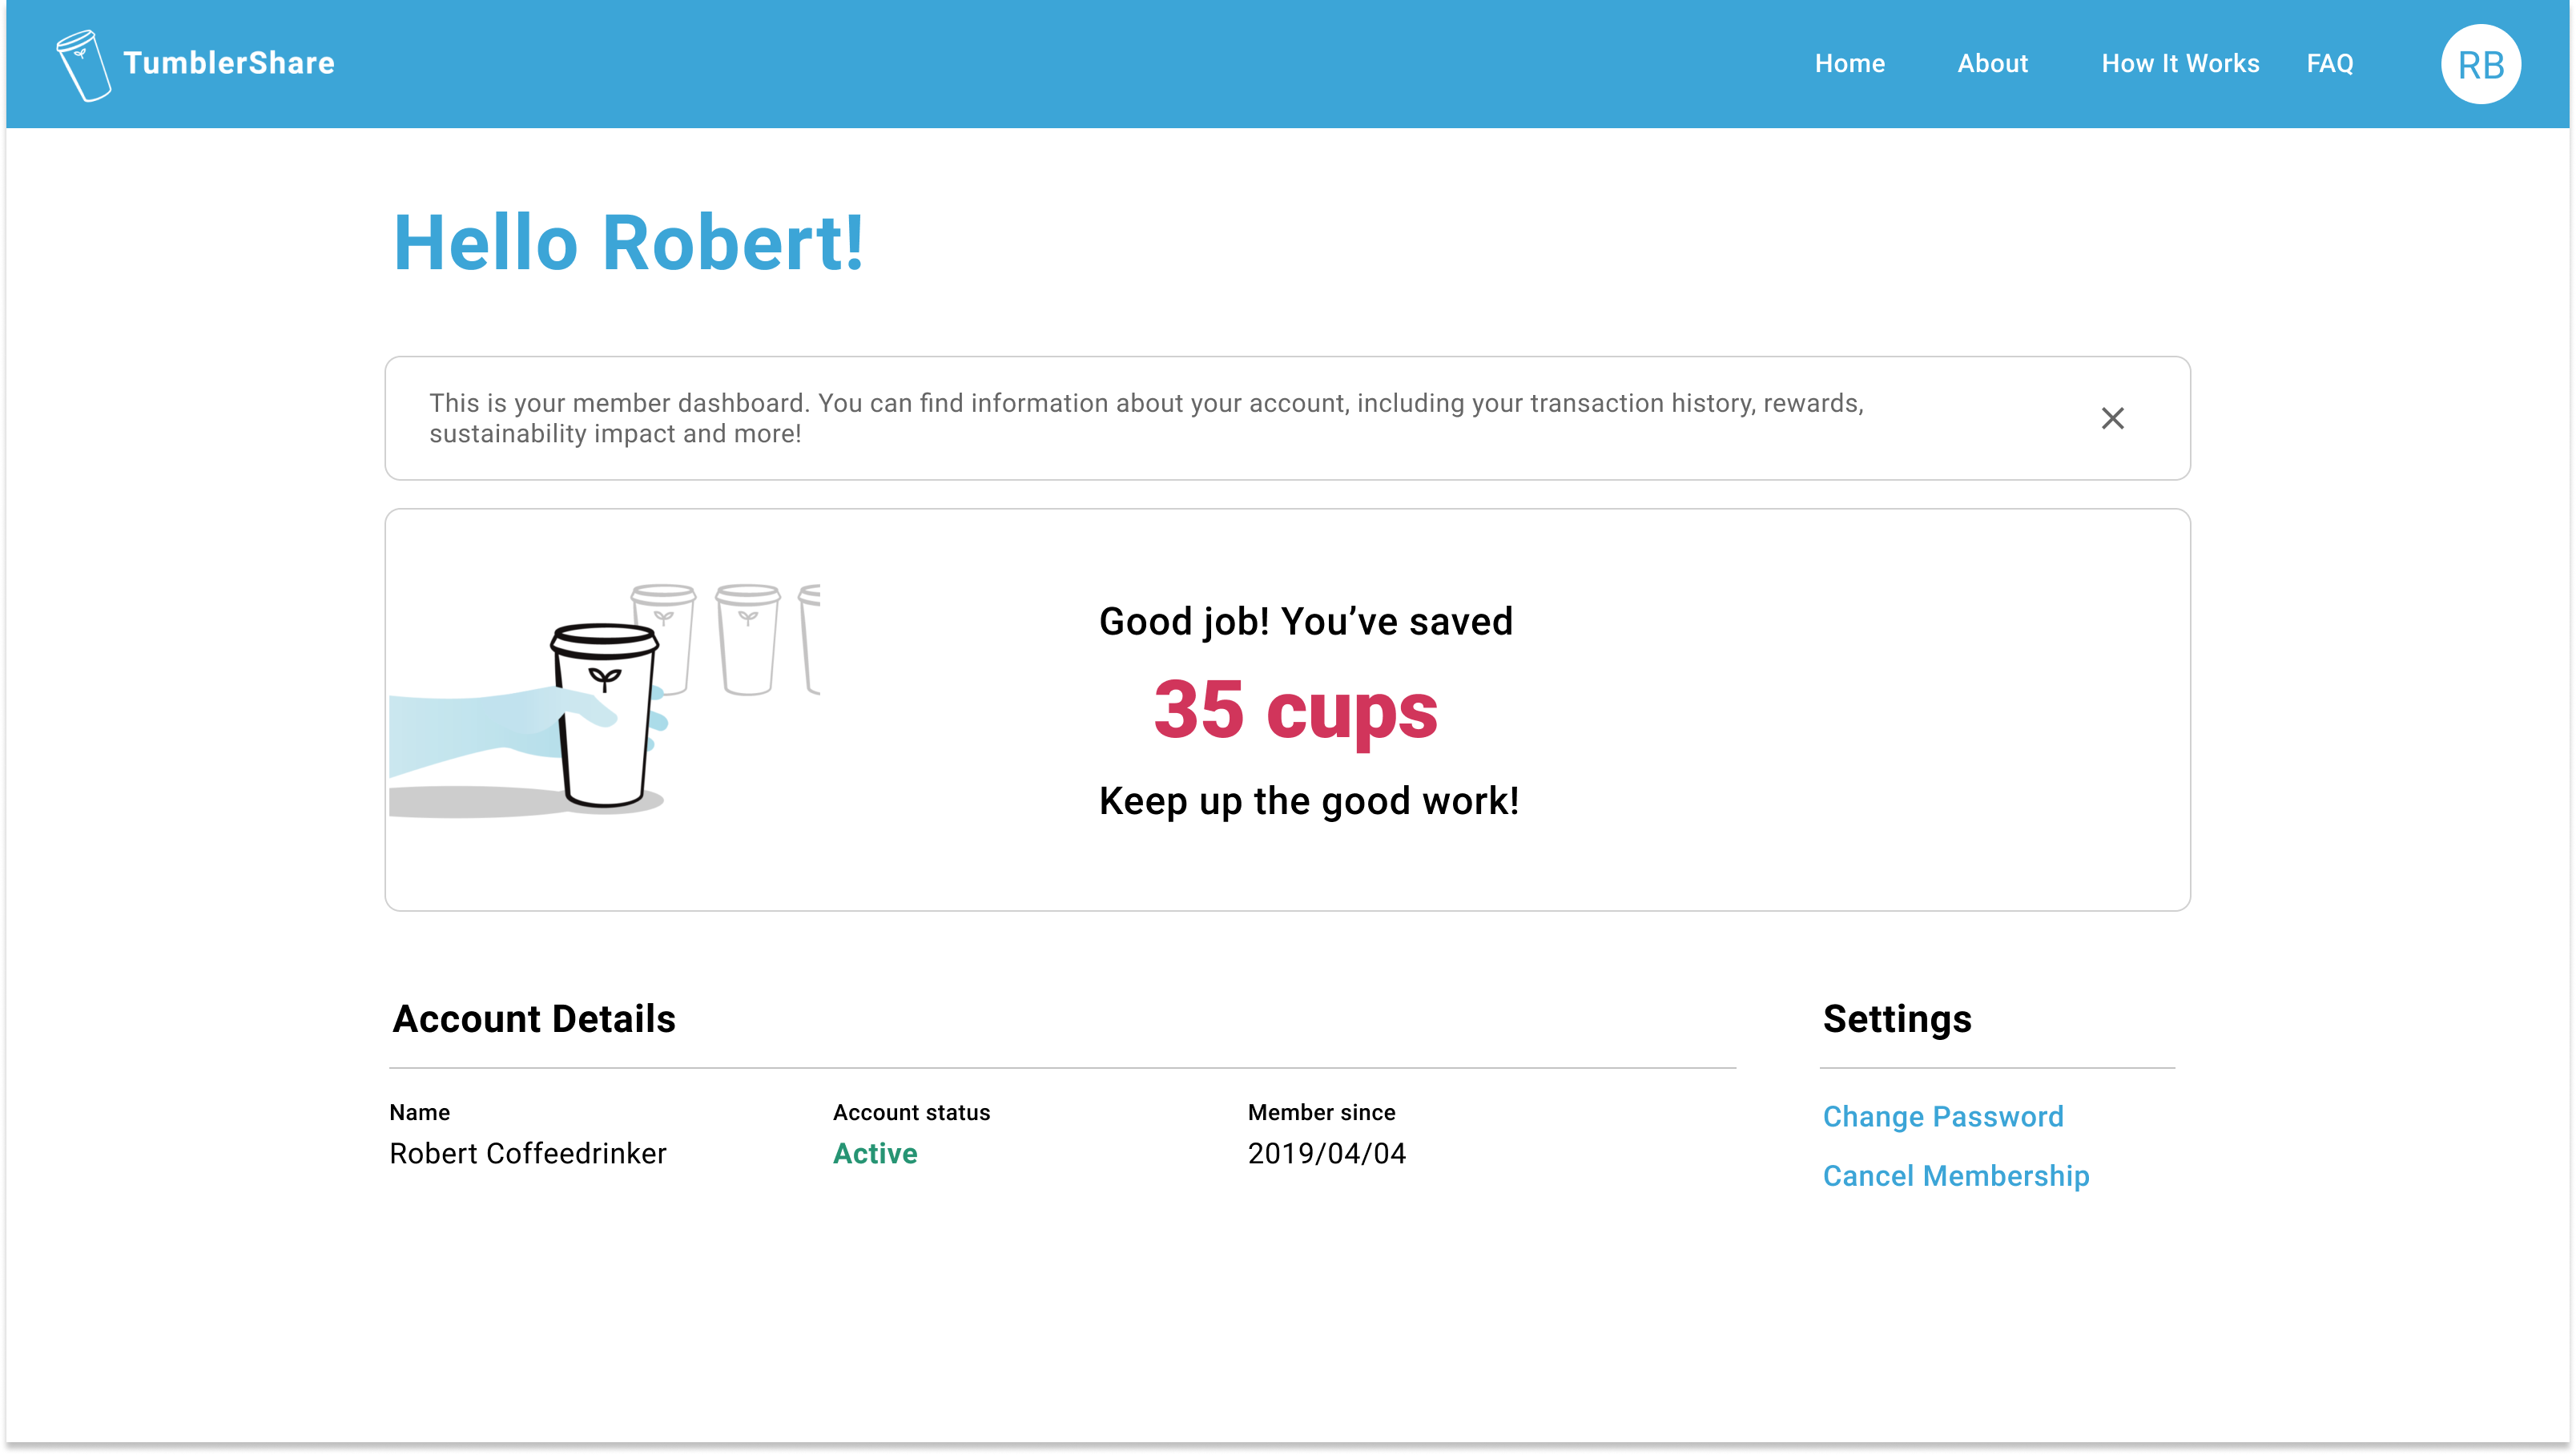 TumblerShare
Home
About
How It Works
FAQ
RB
Hello Robert!
This is your member dashboard. You can find information about your account, including your transaction history, rewards,
sustainability impact and more!
Good job! You’ve saved
35 cups
Keep up the good work!
Account Details
Name
Robert Coffeedrinker
Account status
Active
Member since
2019/04/04
Settings
Change Password
Cancel Membership